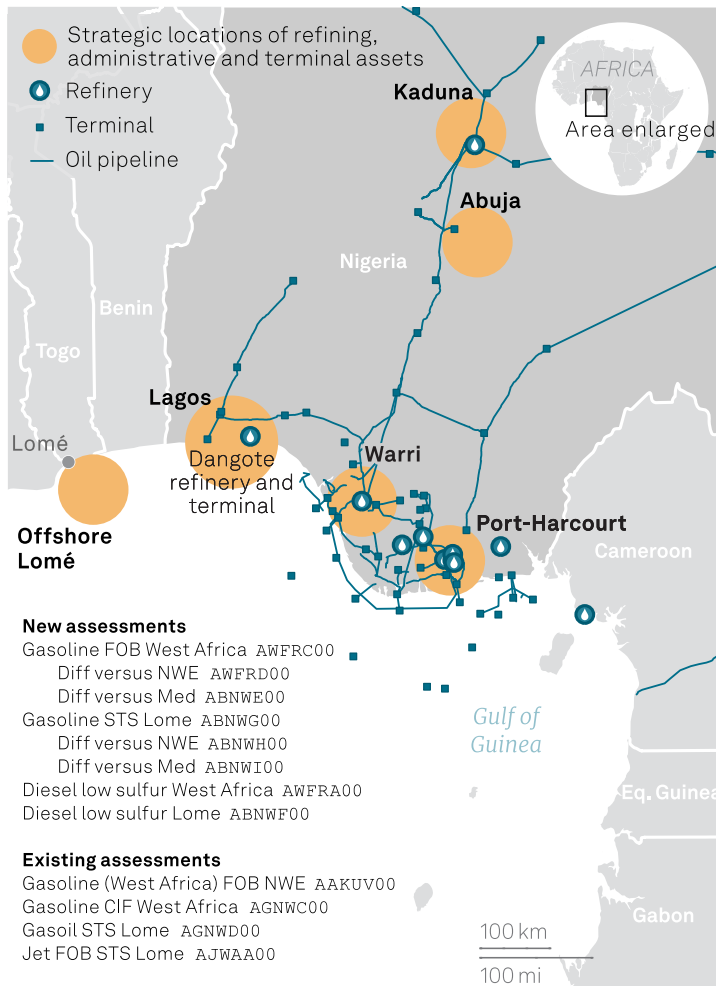 Strategic locations of refining,
administrative and terminal assets
Refinery
Terminal
Oil pipeline
AFRICA
Area enlarged
Kaduna
Abuja
Nigeria
Benin
Togo
Lagos
Lomé
Dangote
refinery and
terminal
Warri
Offshore
Lomé
Port-Harcourt
Cameroon
New assessments
Gasoline FOB West Africa AWFRC00
Diff versus NWE AWFRD00
Diff versus Med ABNWE00
Gasoline STS Lome ABNWG00
Diff versus NWE ABNWH00
Diff versus Med ABNWI00
Diesel low sulfur West Africa AWFRA00
Diesel low sulfur Lome ABNWF00
Gulf of
Guinea
Eq. Guinea
Existing assessments
Gasoline (West Africa) FOB NWE AAKUV00
Gasoline CIF West Africa AGNWC00
Gasoil STS Lome AGNWD00
Jet FOB STS Lome AJWAA00
Gabon
100 km
100 mi